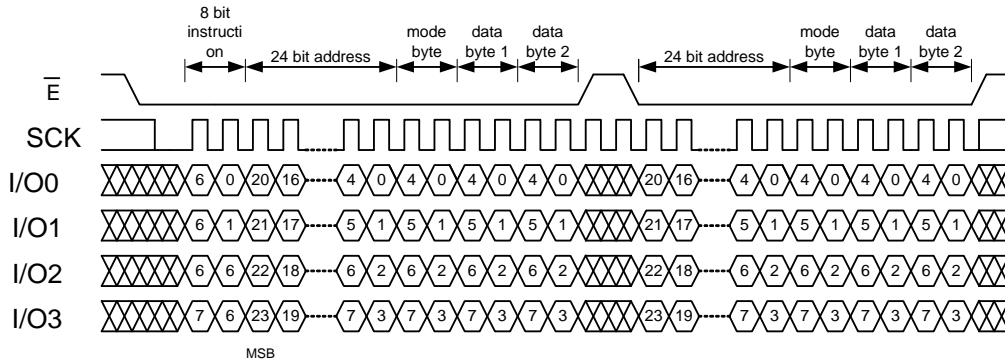 8 bit
instructi
on
24 bit address
mode
byte
data
byte 1
data
byte 2
24 bit address
mode
byte
data
byte 1
data
byte 2
E
SCK
I/O0 6 0 20 16 4 0 4 0 4 0 4 0 20 16 4 0 4 0 4 0 4 0
I/O1 6 1 21 17 5 1 5 1 5 1 5 1 21 17 5 1 5 1 5 1 5 1
I/O2 6 6 22 18 6 2 6 2 6 2 6 2 22 18 6 2 6 2 6 2 6 2
I/O3 7 6 23 19 7 3 7 3 7 3 7 3 23 19 7 3 7 3 7 3 7 3
MSB